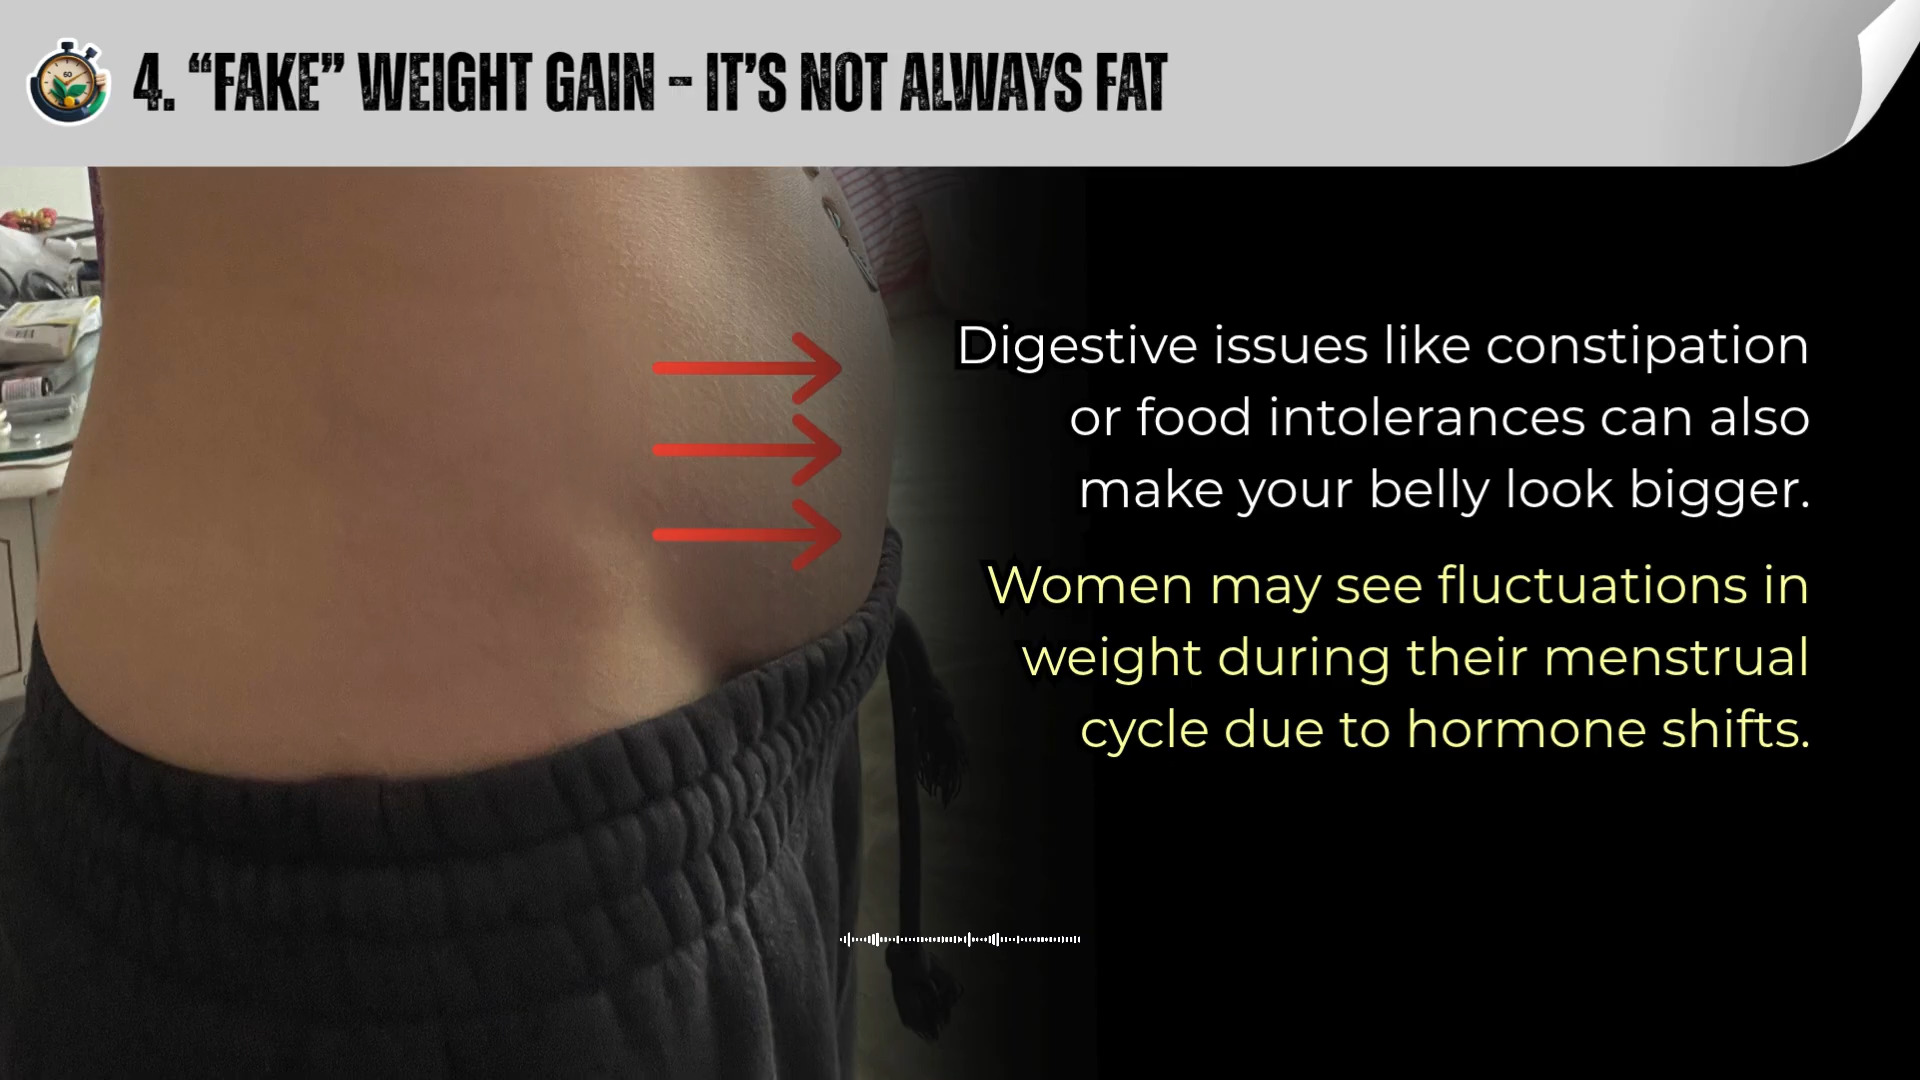 60
4. “FAKE” WEIGHT GAIN – IT’S NOT ALWAYS FAT
Digestive issues like constipation
or food intolerances can also
make your belly look bigger.
Women may see fluctuations in
weight during their menstrual
cycle due to hormone shifts.